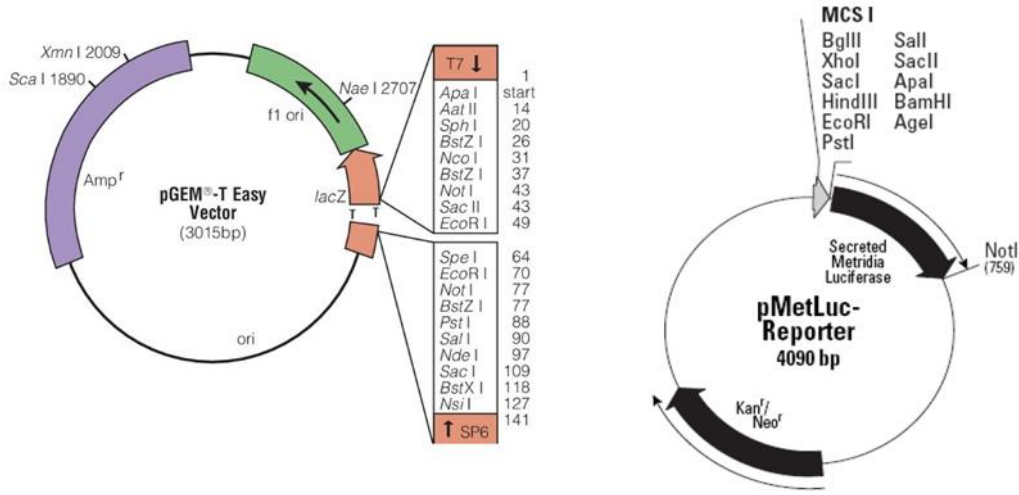 Xmn I 2009
Sca I 1890
Nae I 2707
f1 ori
Amp r
pGEM®-T Easy
Vector
(3015bp)
lacZ
T T
ori
T7 ↓
1
Apa I start
Aat II 14
Sph I 20
BstZ I 26
Nco I 31
BstZ I 37
Not I 43
Sac II 43
EcoR I 49
Spe I 64
EcoR I 70
Not I 77
BstZ I 77
Pst I 88
Sal I 90
Nde I 97
Sac I 109
BstX I 118
Nsi I 127
141
↑ SP6
MCS I
BglII SalI
XhoI SacII
SacI ApaI
HindIII BamHI
EcoRI AgeI
PstI
Secreted
Metridia
Luciferase
NotI
(759)
pMetLuc-
Reporter
4090 bp
Kanr/
Neor